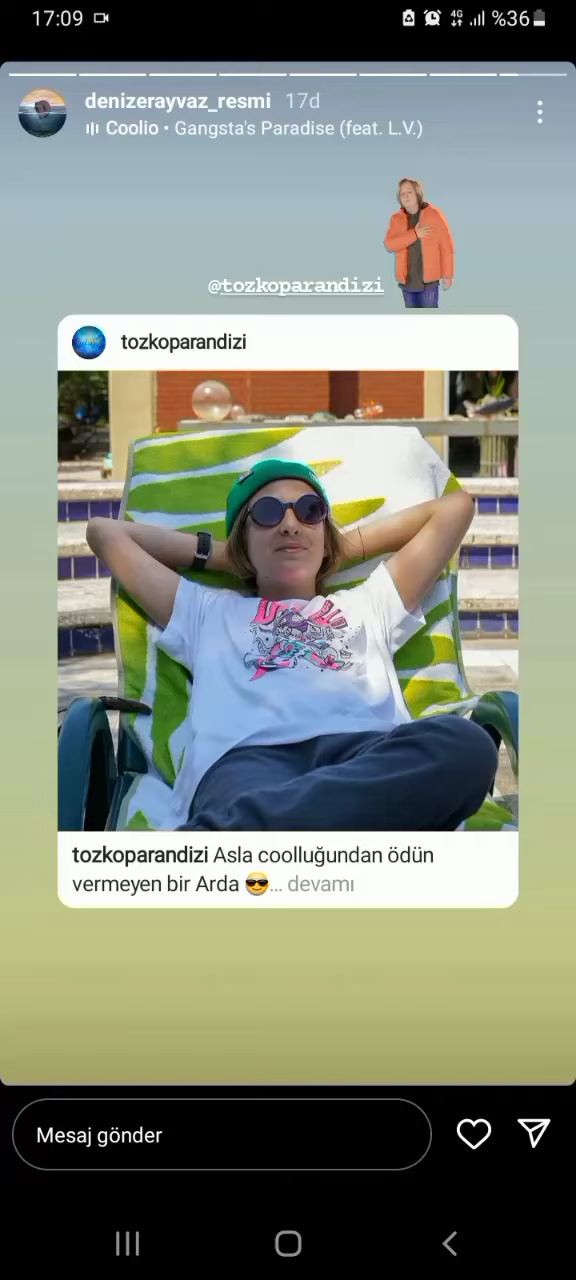 17:09 4G %36
denizerayvaz_resmi 17d
Coolio • Gangsta's Paradise (feat. L.V.)
@tozkoparandizi
tozkoparandizi
tozkoparandizi Asla coolluğundan ödün
vermeyen bir Arda 😎... devamı
Mesaj gönder